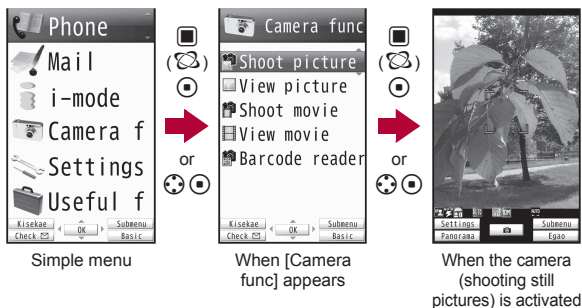 Phone
Mail
i-mode
Camera f
Settings
Useful f
Kisekae
OK
Submenu
Check
Basic
Simple menu
( )
or
Camera func
Shoot picture
View picture
Shoot movie
View movie
Barcode reader
Kisekae
OK
Submenu
Check
Basic
When [Camera
func] appears
( )
or
Settings
Submenu
Panorama
Egao
When the camera
(shooting still
pictures) is activated